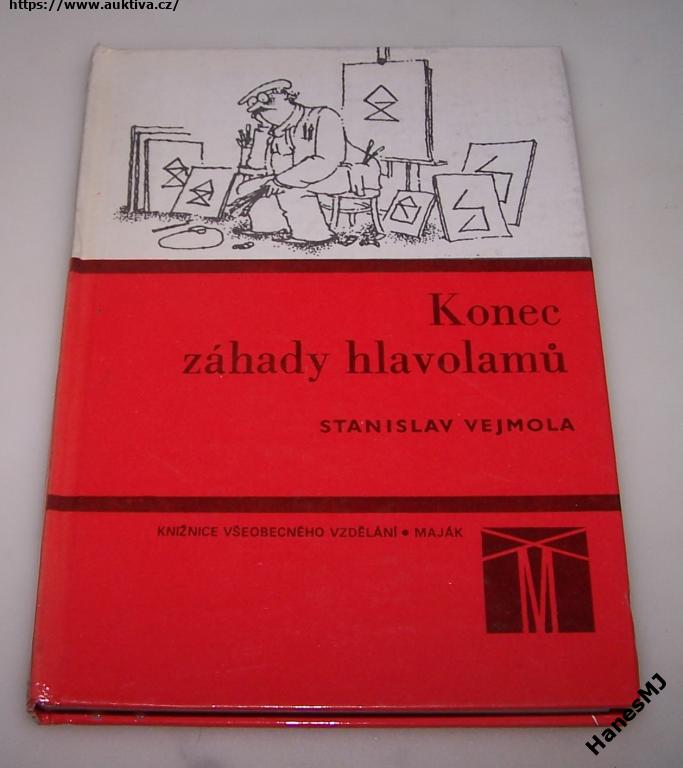 https://www.auktiva.cz/
Konec
záhady hlavolamů
STANISLAV VEJMOLA
KNIŽNICE VŠEOBECNÉHO VZDĚLÁNÍ • MAJÁK
M
HanesMJ